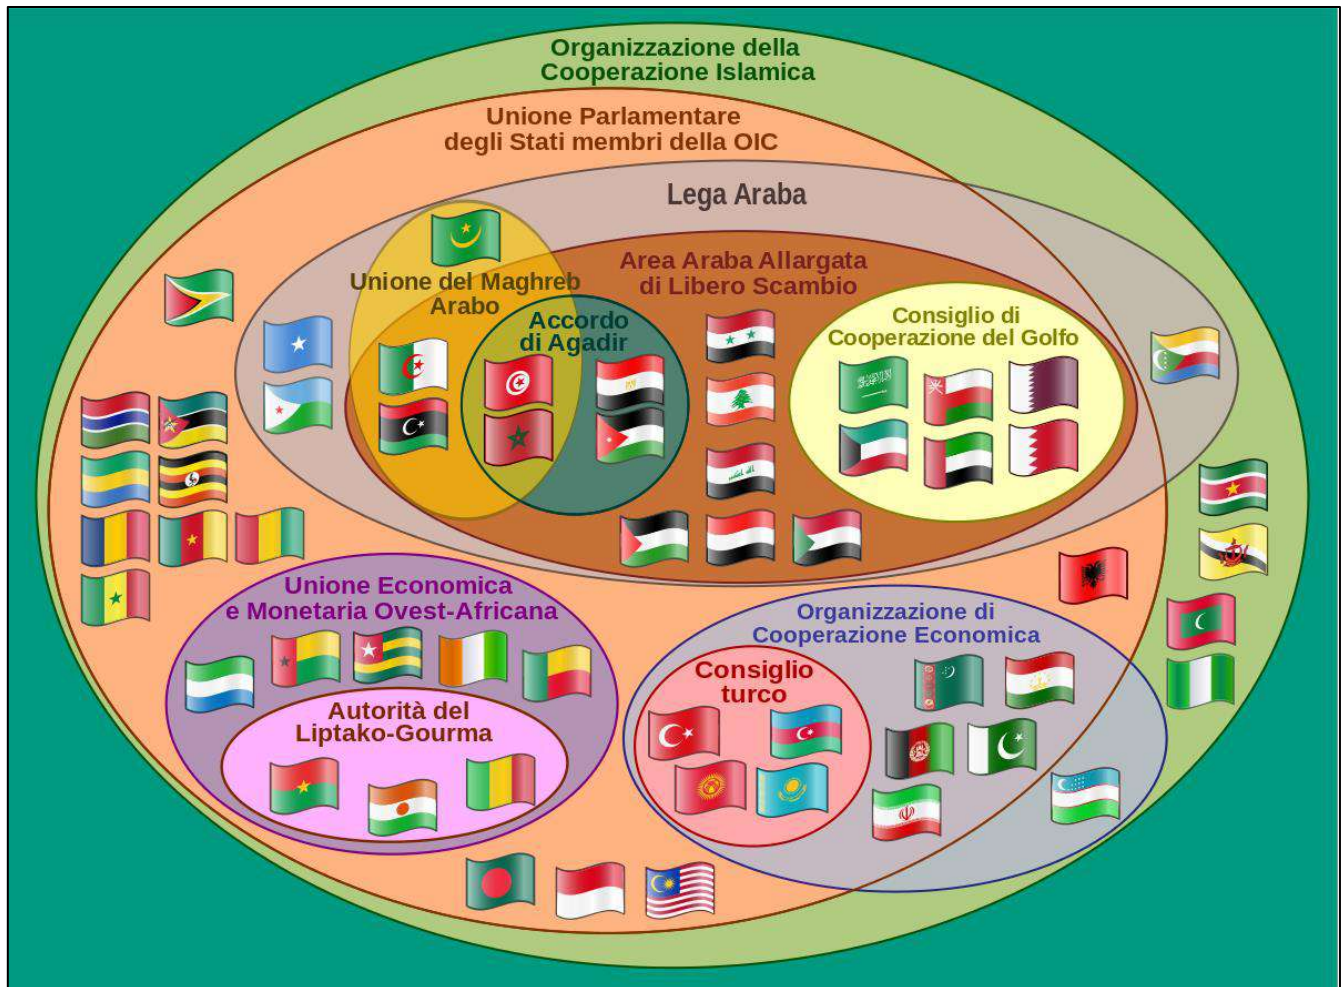 Organizzazione della
Cooperazione Islamica
Unione Parlamentare
degli Stati membri della OIC
Lega Araba
Area Araba Allargata
di Libero Scambio
Unione del Maghreb
Arabo
Accordo
di Agadir
Consiglio di
Cooperazione del Golfo
Unione Economica
e Monetaria Ovest-Africana
Organizzazione di
Cooperazione Economica
Consiglio
turco
Autorità del
Liptako-Gourma